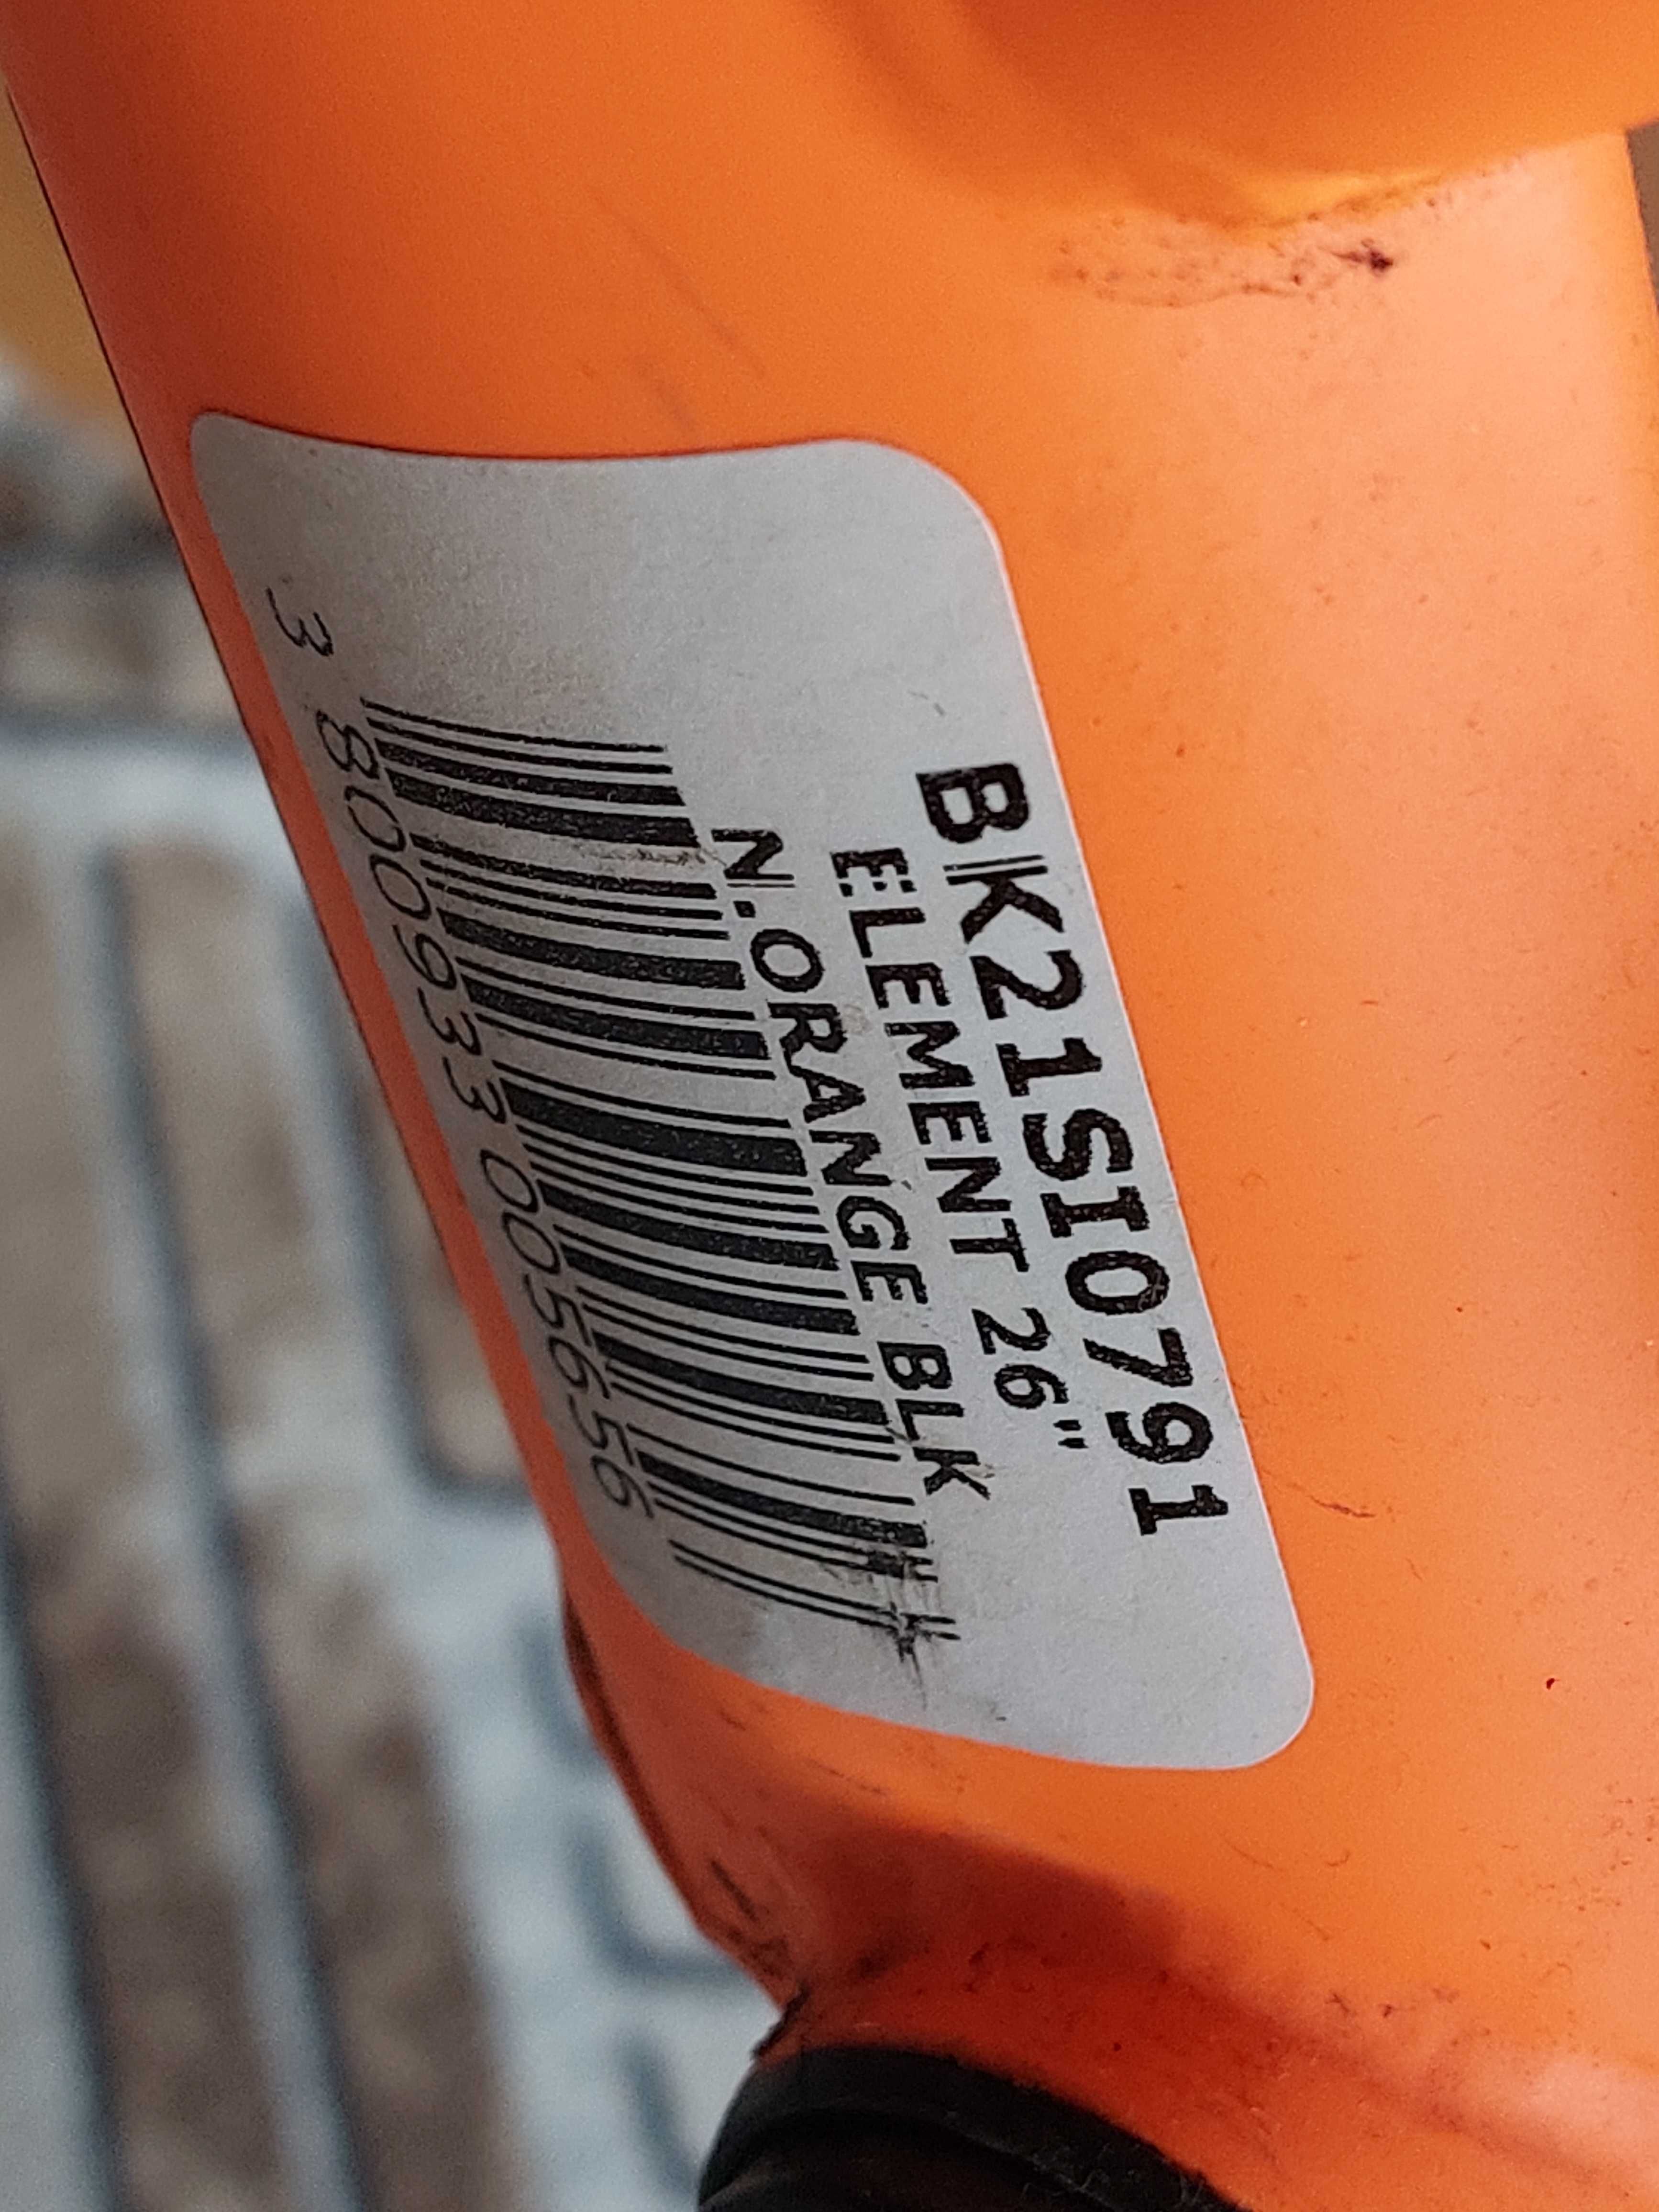 BK21SI0791
ELEMENT 26"
N.ORANGE BLK
3 800933 005656